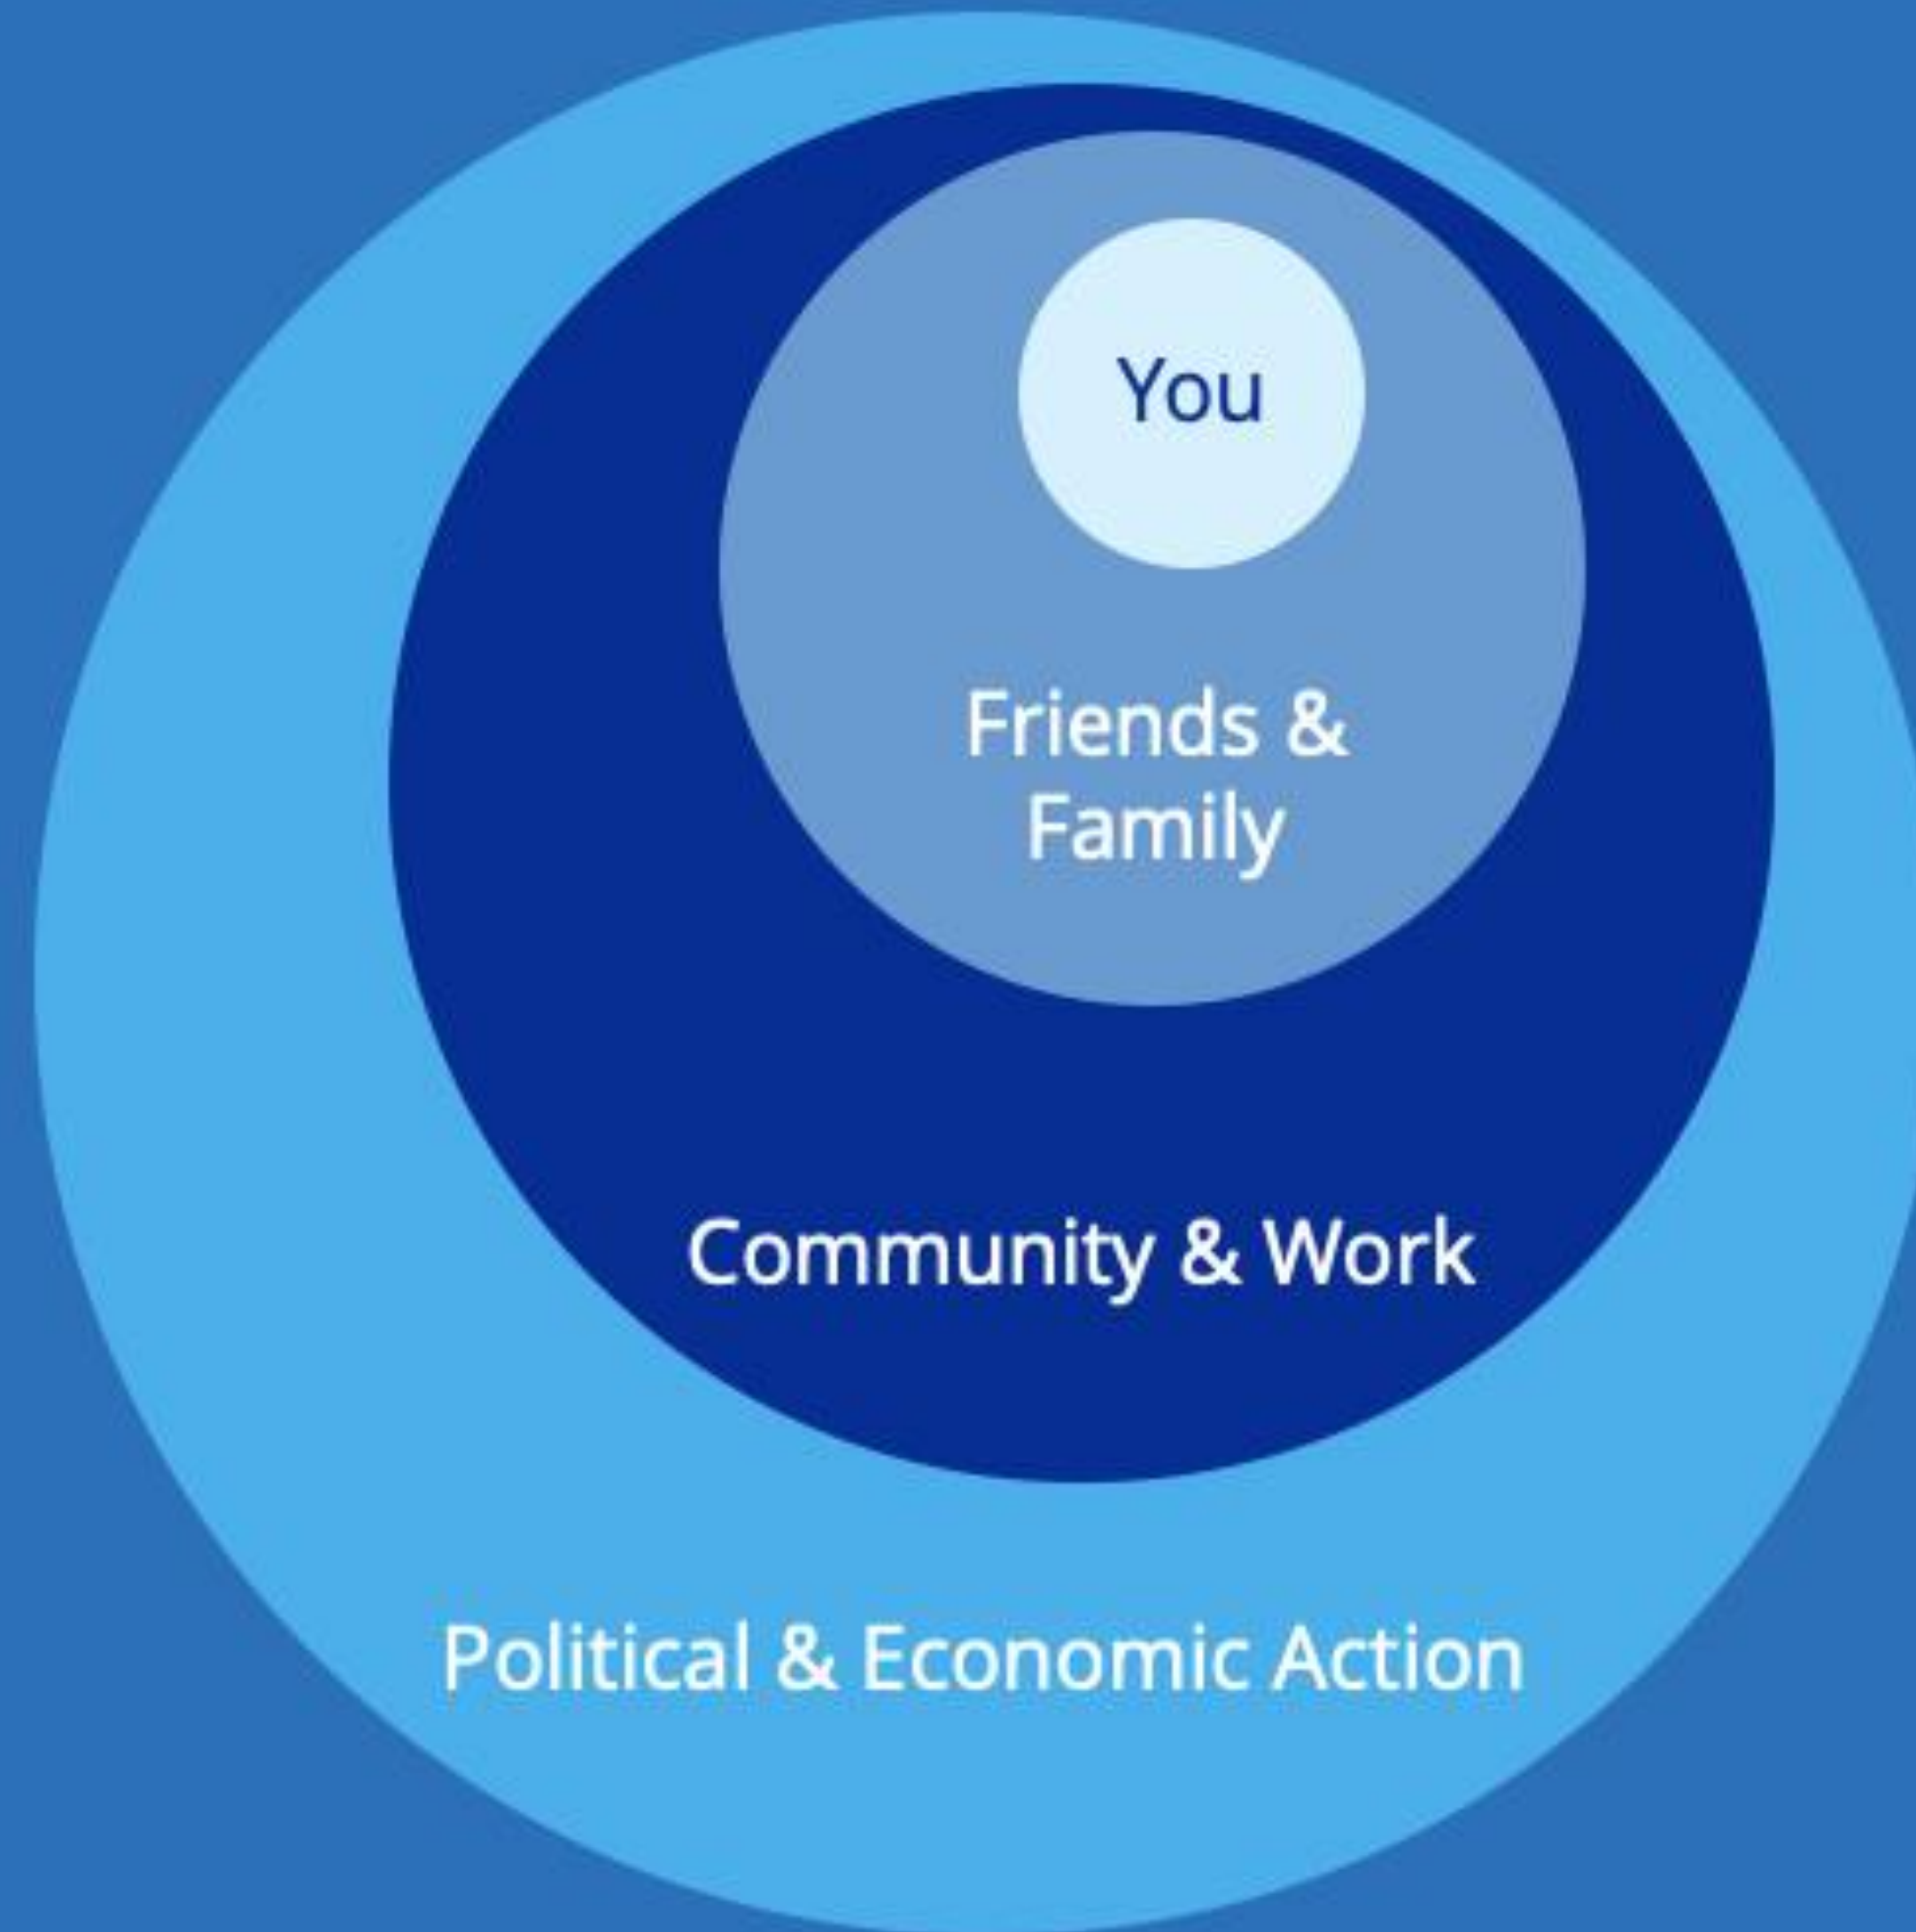 You
Friends &
Family
Community & Work
Political & Economic Action